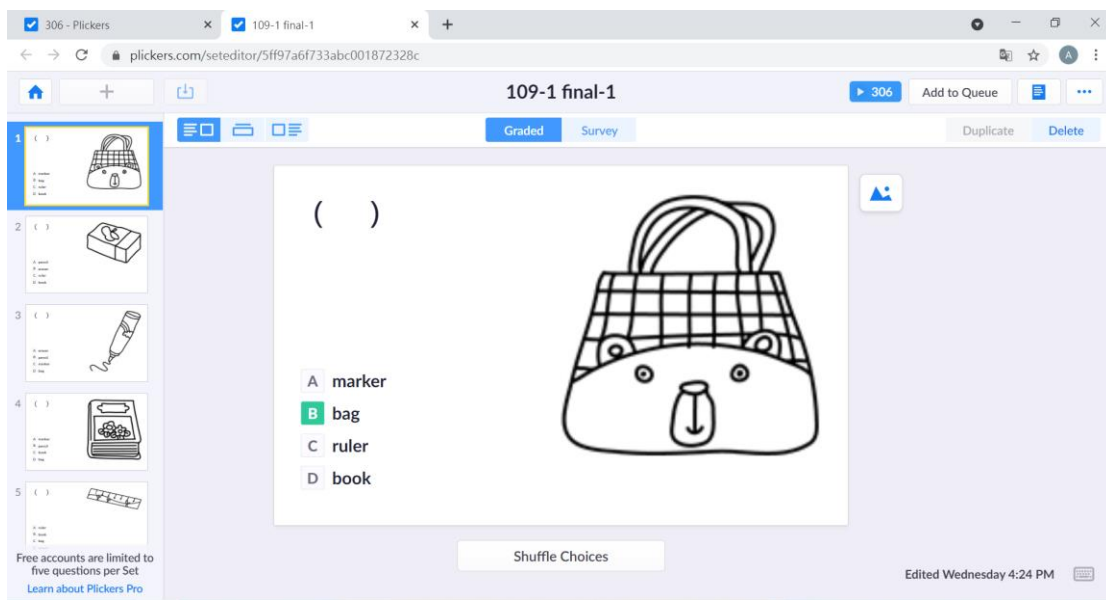 306 - Plickers
109-1 final-1
plickers.com/seteditor/5ff97a6f733abc001872328c
A
109-1 final-1
306
Add to Queue
Graded
Survey
Duplicate
Delete
1 ( )
2 ( )
3 ( )
4 ( )
5 ( )
Free accounts are limited to
five questions per Set
Learn about Plickers Pro
( )
A marker
B bag
C ruler
D book
Shuffle Choices
Edited Wednesday 4:24 PM